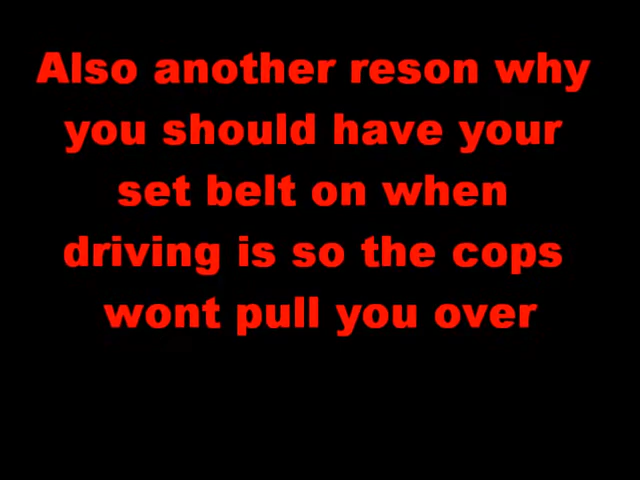 Also another reson why
you should have your
set belt on when
driving is so the cops
wont pull you over